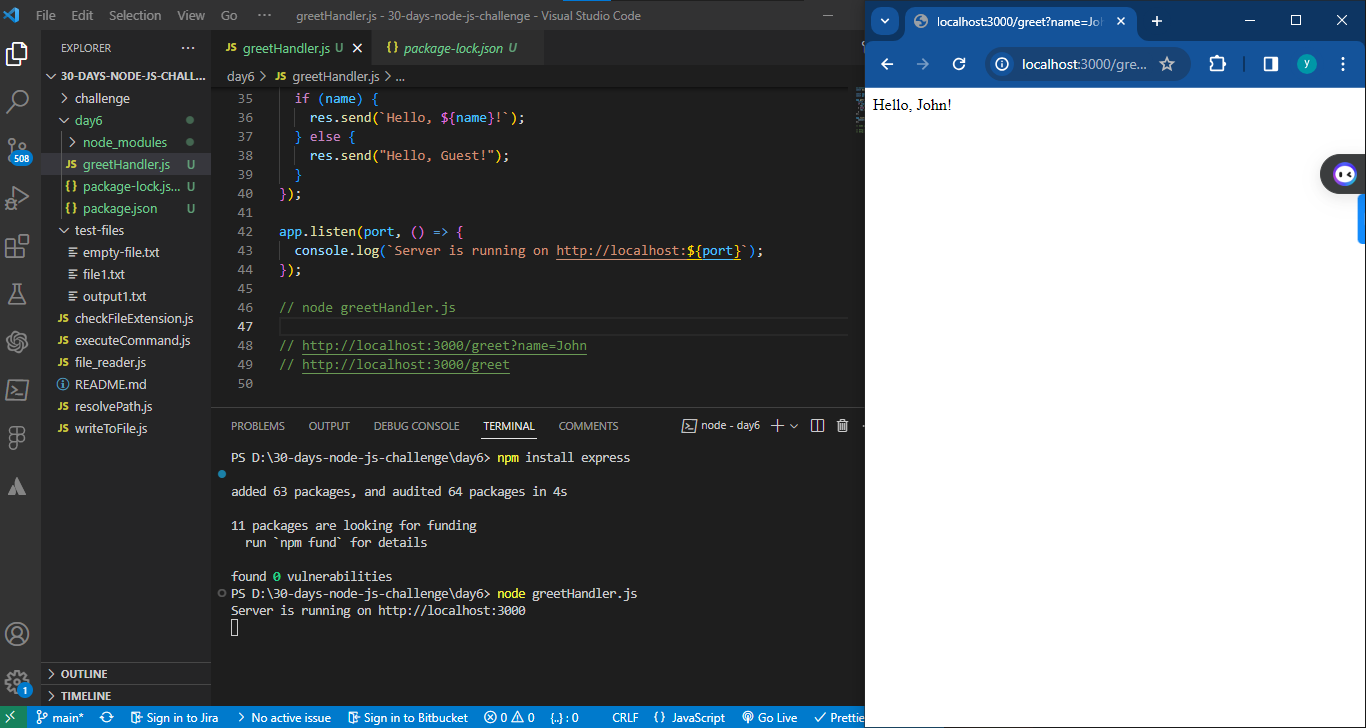 File Edit Selection View Go ··· greetHandler.js - 30-days-node-js-challenge - Visual Studio Code
EXPLORER ···
30-DAYS-NODE-JS-CHALL...
challenge
day6
node_modules
JS greetHandler.js U
{} package-lock.js... U
{} package.json U
test-files
empty-file.txt
file1.txt
output1.txt
JS checkFileExtension.js
JS executeCommand.js
JS file_reader.js
README.md
JS resolvePath.js
JS writeToFile.js
OUTLINE
TIMELINE
508
1
JS greetHandler.js U
{} package-lock.json U
day6 > JS greetHandler.js > ...
35 if (name) {
36 res.send(`Hello, ${name}!`);
37 } else {
38 res.send("Hello, Guest!");
39 }
40 });
41
42 app.listen(port, () => {
43 console.log(`Server is running on http://localhost:${port}`);
44 });
45
46 // node greetHandler.js
47
48 // http://localhost:3000/greet?name=John
49 // http://localhost:3000/greet
50
PROBLEMS OUTPUT DEBUG CONSOLE TERMINAL COMMENTS node - day6
PS D:\30-days-node-js-challenge\day6> npm install express
added 63 packages, and audited 64 packages in 4s
11 packages are looking for funding
run `npm fund` for details
found 0 vulnerabilities
PS D:\30-days-node-js-challenge\day6> node greetHandler.js
Server is running on http://localhost:3000
main* Sign in to Jira No active issue Sign in to Bitbucket 0 0 {..} : 0 CRLF {} JavaScript Go Live Prettie
localhost:3000/greet?name=Joh
localhost:3000/gre...
y
Hello, John!